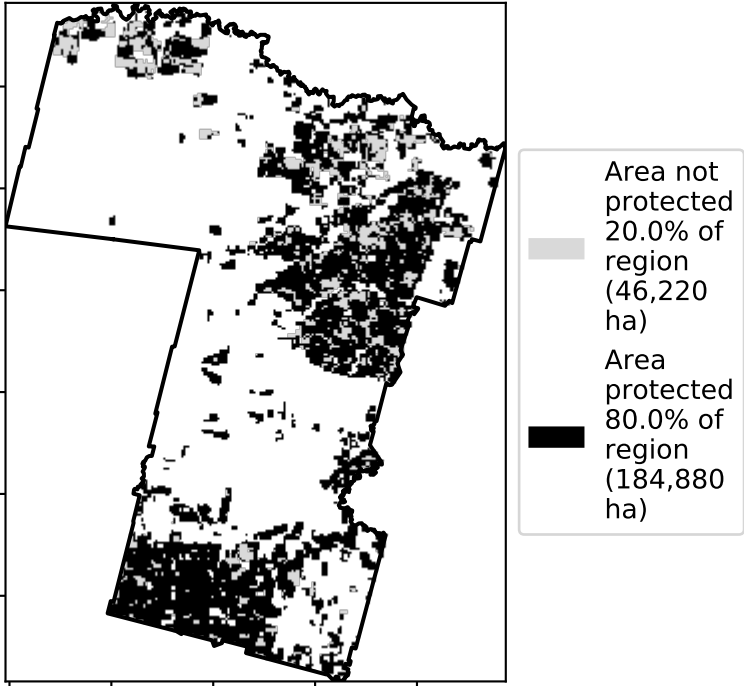 Area not
protected
20.0% of
region
(46,220
ha)
Area
protected
80.0% of
region
(184,880
ha)